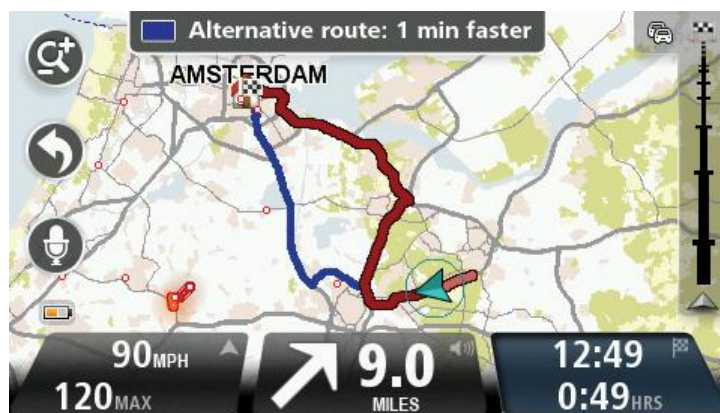 Alternative route: 1 min faster
AMSTERDAM
90MPH
120MAX
9.0
MILES
12:49
0:49HRS